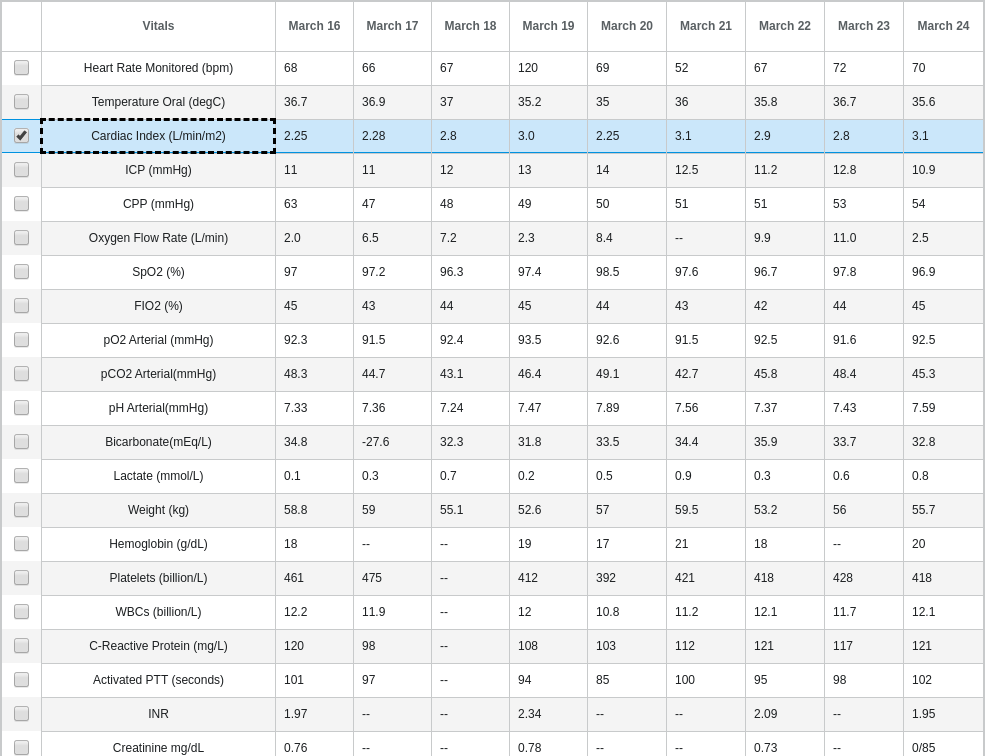 Vitals March 16 March 17 March 18 March 19 March 20 March 21 March 22 March 23 March 24
Heart Rate Monitored (bpm) 68 66 67 120 69 52 67 72 70
Temperature Oral (degC) 36.7 36.9 37 35.2 35 36 35.8 36.7 35.6
Cardiac Index (L/min/m2) 2.25 2.28 2.8 3.0 2.25 3.1 2.9 2.8 3.1
ICP (mmHg) 11 11 12 13 14 12.5 11.2 12.8 10.9
CPP (mmHg) 63 47 48 49 50 51 51 53 54
Oxygen Flow Rate (L/min) 2.0 6.5 7.2 2.3 8.4 -- 9.9 11.0 2.5
SpO2 (%) 97 97.2 96.3 97.4 98.5 97.6 96.7 97.8 96.9
FIO2 (%) 45 43 44 45 44 43 42 44 45
pO2 Arterial (mmHg) 92.3 91.5 92.4 93.5 92.6 91.5 92.5 91.6 92.5
pCO2 Arterial(mmHg) 48.3 44.7 43.1 46.4 49.1 42.7 45.8 48.4 45.3
pH Arterial(mmHg) 7.33 7.36 7.24 7.47 7.89 7.56 7.37 7.43 7.59
Bicarbonate(mEq/L) 34.8 -27.6 32.3 31.8 33.5 34.4 35.9 33.7 32.8
Lactate (mmol/L) 0.1 0.3 0.7 0.2 0.5 0.9 0.3 0.6 0.8
Weight (kg) 58.8 59 55.1 52.6 57 59.5 53.2 56 55.7
Hemoglobin (g/dL) 18 -- -- 19 17 21 18 -- 20
Platelets (billion/L) 461 475 -- 412 392 421 418 428 418
WBCs (billion/L) 12.2 11.9 -- 12 10.8 11.2 12.1 11.7 12.1
C-Reactive Protein (mg/L) 120 98 -- 108 103 112 121 117 121
Activated PTT (seconds) 101 97 -- 94 85 100 95 98 102
INR 1.97 -- -- 2.34 -- -- 2.09 -- 1.95
Creatinine mg/dL 0.76 -- -- 0.78 -- -- 0.73 -- 0/85